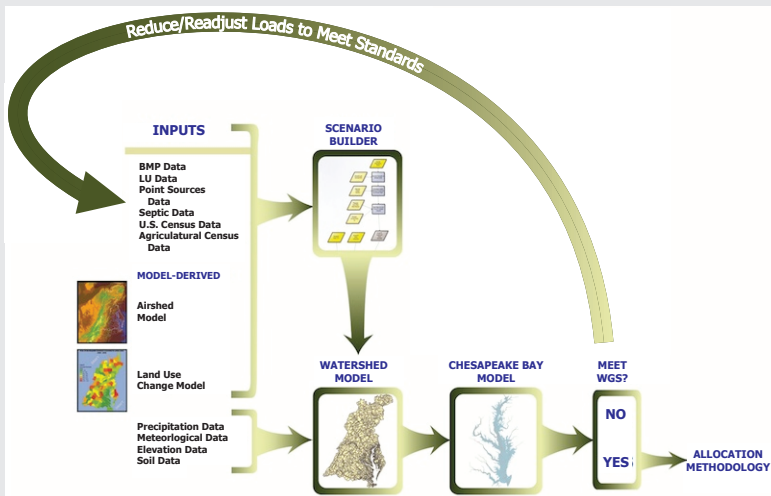 Reduce/Readjust Loads to Meet Standards
INPUTS
BMP Data
LU Data
Point Sources
Data
Septic Data
U.S. Census Data
Agriculatural Census
Data
MODEL-DERIVED
Airshed
Model
Land Use
Change Model
Precipitation Data
Meteorlogical Data
Elevation Data
Soil Data
SCENARIO
BUILDER
WATERSHED
MODEL
CHESAPEAKE BAY
MODEL
MEET
WGS?
NO
YES
ALLOCATION
METHODOLOGY